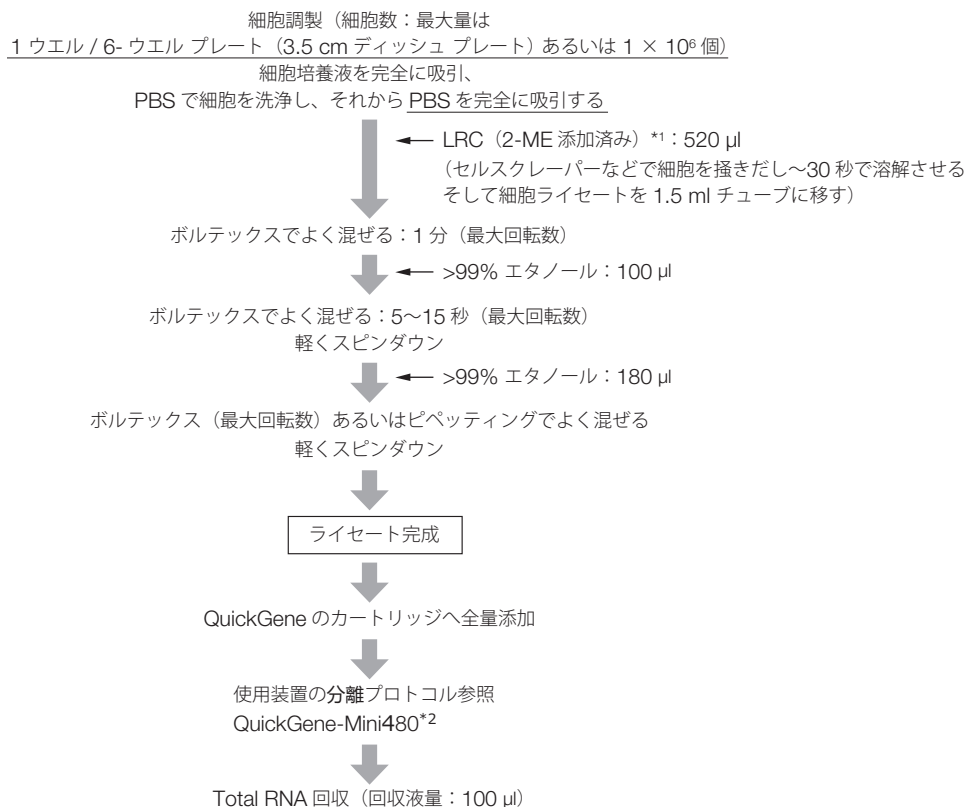 細胞調製（細胞数：最大量は
1 ウエル / 6- ウエル プレート（3.5 cm ディッシュ プレート）あるいは 1 × 10⁶ 個）
細胞培養液を完全に吸引、
PBS で細胞を洗浄し、それから PBS を完全に吸引する
LRC（2-ME 添加済み）*¹：520 µl
（セルスクレーパーなどで細胞を掻きだし～30 秒で溶解させる
そして細胞ライセートを 1.5 ml チューブに移す）
ボルテックスでよく混ぜる：1 分（最大回転数）
>99% エタノール：100 µl
ボルテックスでよく混ぜる：5～15 秒（最大回転数）
軽くスピンダウン
>99% エタノール：180 µl
ボルテックス（最大回転数）あるいはピペッティングでよく混ぜる
軽くスピンダウン
ライセート完成
QuickGene のカートリッジへ全量添加
使用装置の分離プロトコル参照
QuickGene-Mini480*²
Total RNA 回収（回収液量：100 µl）